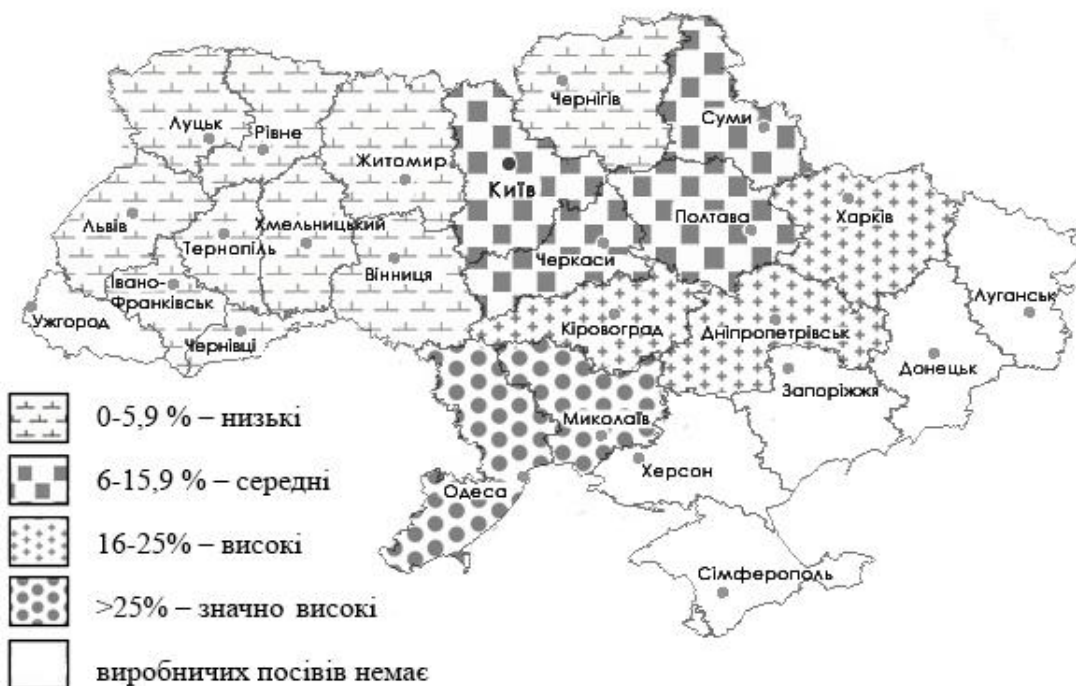 Чернігів
Суми
Луцьк
Рівне
Житомир
Київ
Львів
Тернопіль
Хмельницький
Полтава
Харків
Вінниця
Черкаси
Івано-
Франківськ
Ужгород
Чернівці
Кіровоград
Дніпропетрівськ
Луганськ
Донецьк
Запоріжжя
Миколаїв
Херсон
Одеса
Сімферополь
0-5,9 % – низькі
6-15,9 % – середні
16-25% – високі
>25% – значно високі
виробничих посівів немає